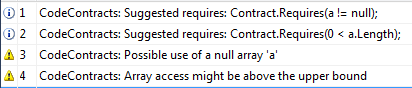 1 CodeContracts: Suggested requires: Contract.Requires(a != null);
2 CodeContracts: Suggested requires: Contract.Requires(0 < a.Length);
3 CodeContracts: Possible use of a null array 'a'
4 CodeContracts: Array access might be above the upper bound